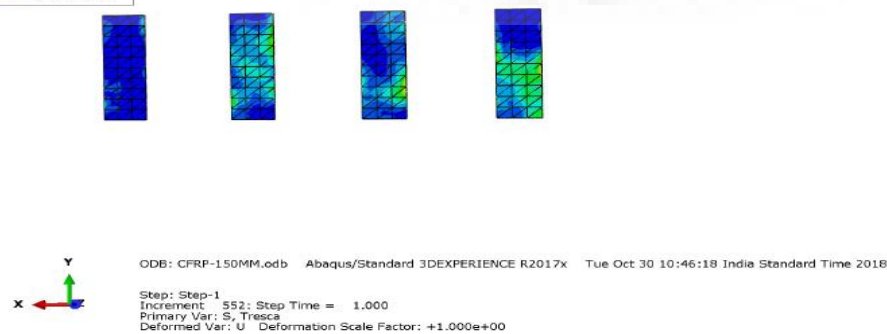 Y
X
Z
ODB: CFRP-150MM.odb Abaqus/Standard 3DEXPERIENCE R2017x Tue Oct 30 10:46:18 India Standard Time 2018
Step: Step-1
Increment 552: Step Time = 1.000
Primary Var: S, Tresca
Deformed Var: U Deformation Scale Factor: +1.000e+00